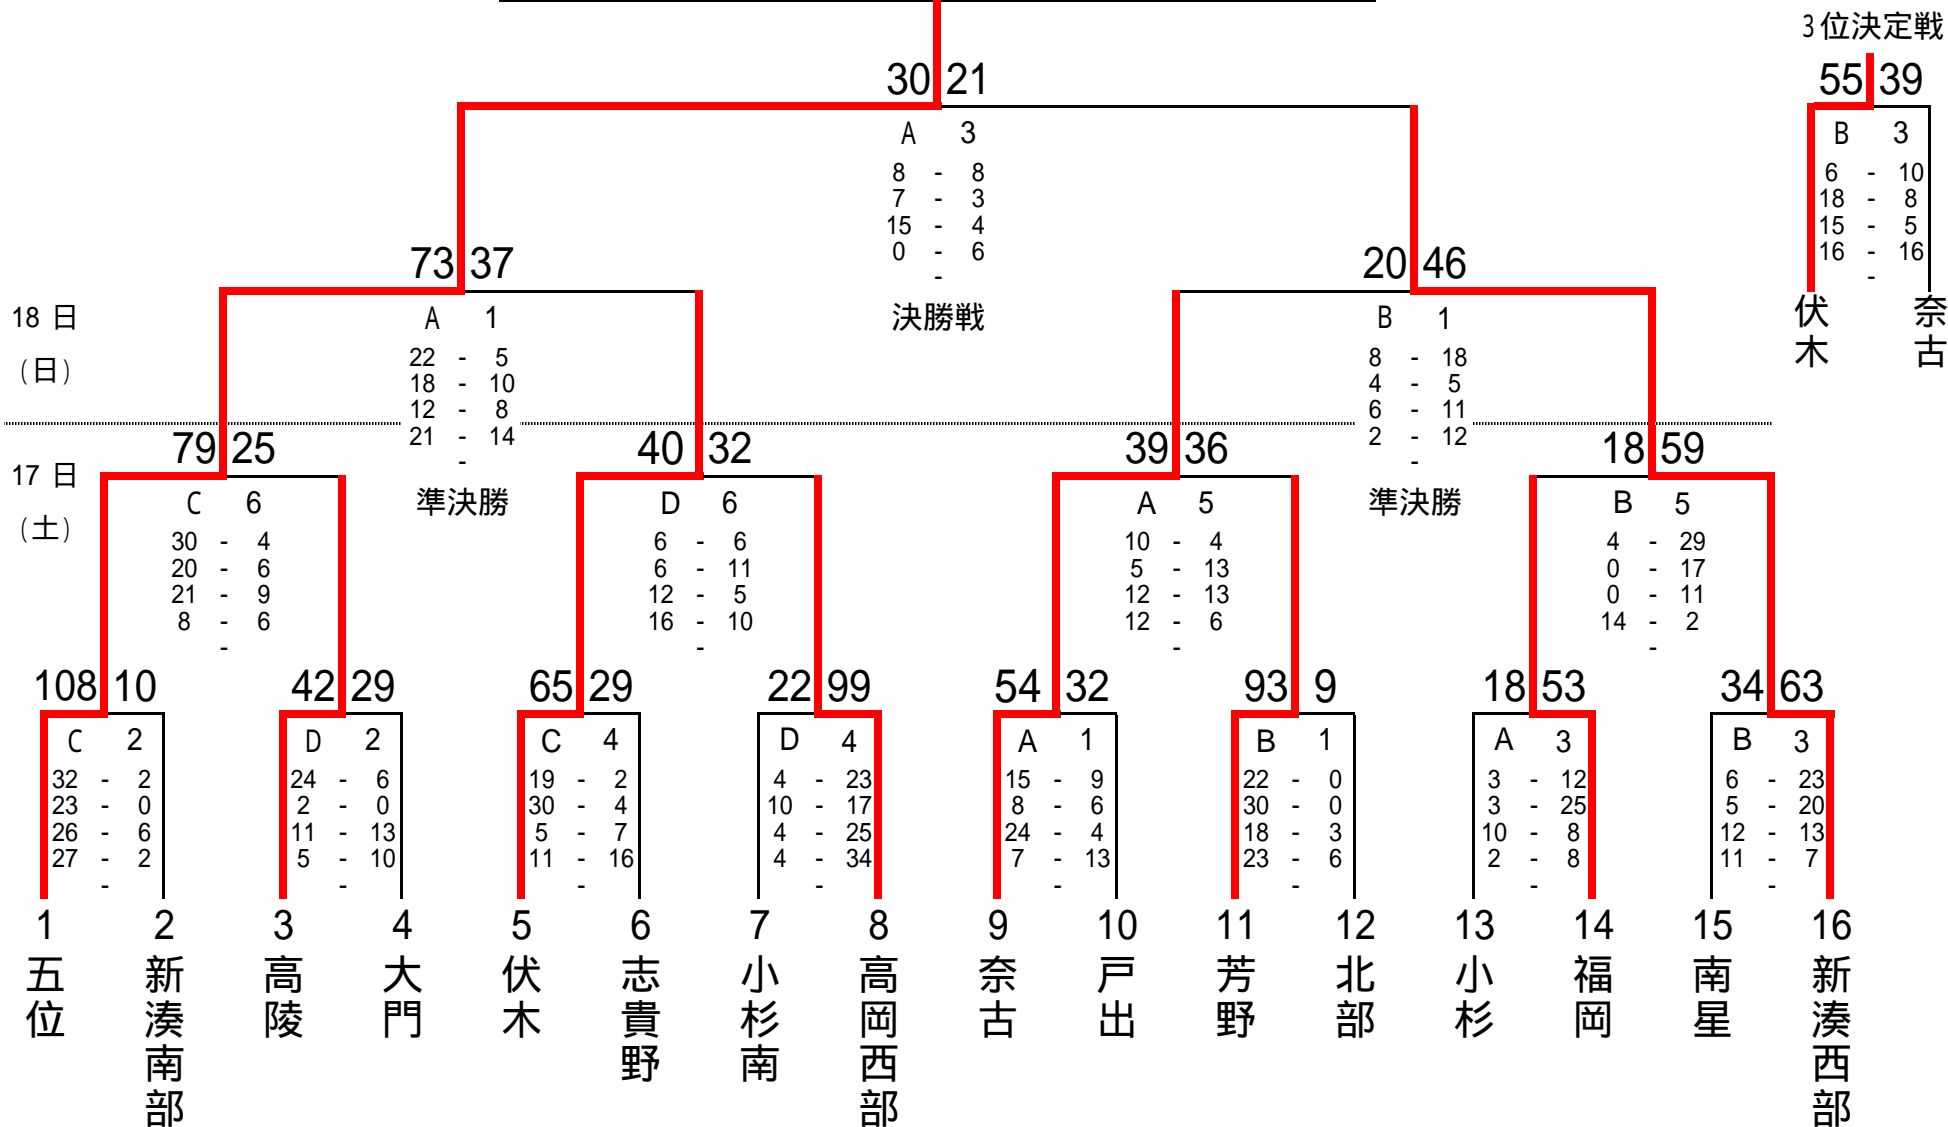 3位決定戦
30 21
55 39
A 3
8 - 8
7 - 3
15 - 4
0 - 6
-
決勝戦
B 3
6 - 10
18 - 8
15 - 5
16 - 16
-
伏木
奈古
73 37
20 46
18 日
(日)
A 1
22 - 5
18 - 10
12 - 8
21 - 14
-
準決勝
B 1
8 - 18
4 - 5
6 - 11
2 - 12
-
準決勝
17 日
(土)
79 25
C 6
30 - 4
20 - 6
21 - 9
8 - 6
-
40 32
D 6
6 - 6
6 - 11
12 - 5
16 - 10
-
39 36
A 5
10 - 4
5 - 13
12 - 13
12 - 6
-
18 59
B 5
4 - 29
0 - 17
0 - 11
14 - 2
-
108 10
C 2
32 - 2
23 - 0
26 - 6
27 - 2
-
42 29
D 2
24 - 6
2 - 0
11 - 13
5 - 10
-
65 29
C 4
19 - 2
30 - 4
5 - 7
11 - 16
-
22 99
D 4
4 - 23
10 - 17
4 - 25
4 - 34
-
54 32
A 1
15 - 9
8 - 6
24 - 4
7 - 13
-
93 9
B 1
22 - 0
30 - 0
18 - 3
23 - 6
-
18 53
A 3
3 - 12
3 - 25
10 - 8
2 - 8
-
34 63
B 3
6 - 23
5 - 20
12 - 13
11 - 7
-
1 2 3 4 5 6 7 8 9 10 11 12 13 14 15 16
五位
新湊南部
高陵
大門
伏木
志貴野
小杉南
高岡西部
奈古
戸出
芳野
北部
小杉
福岡
南星
新湊西部